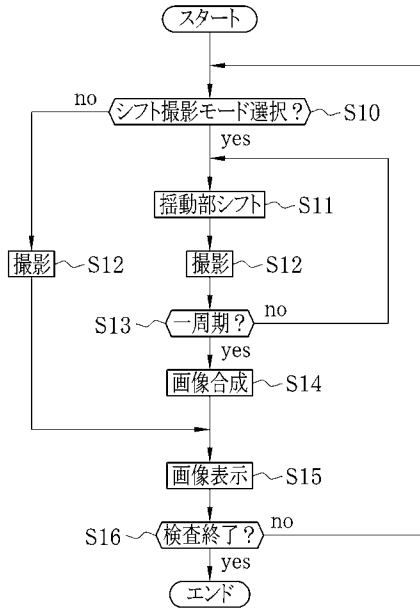 スタート
no
シフト撮影モード選択？
S10
yes
揺動部シフト
S11
撮影
S12
撮影
S12
S13
一周期？
no
yes
画像合成
S14
画像表示
S15
S16
検査終了？
no
yes
エンド